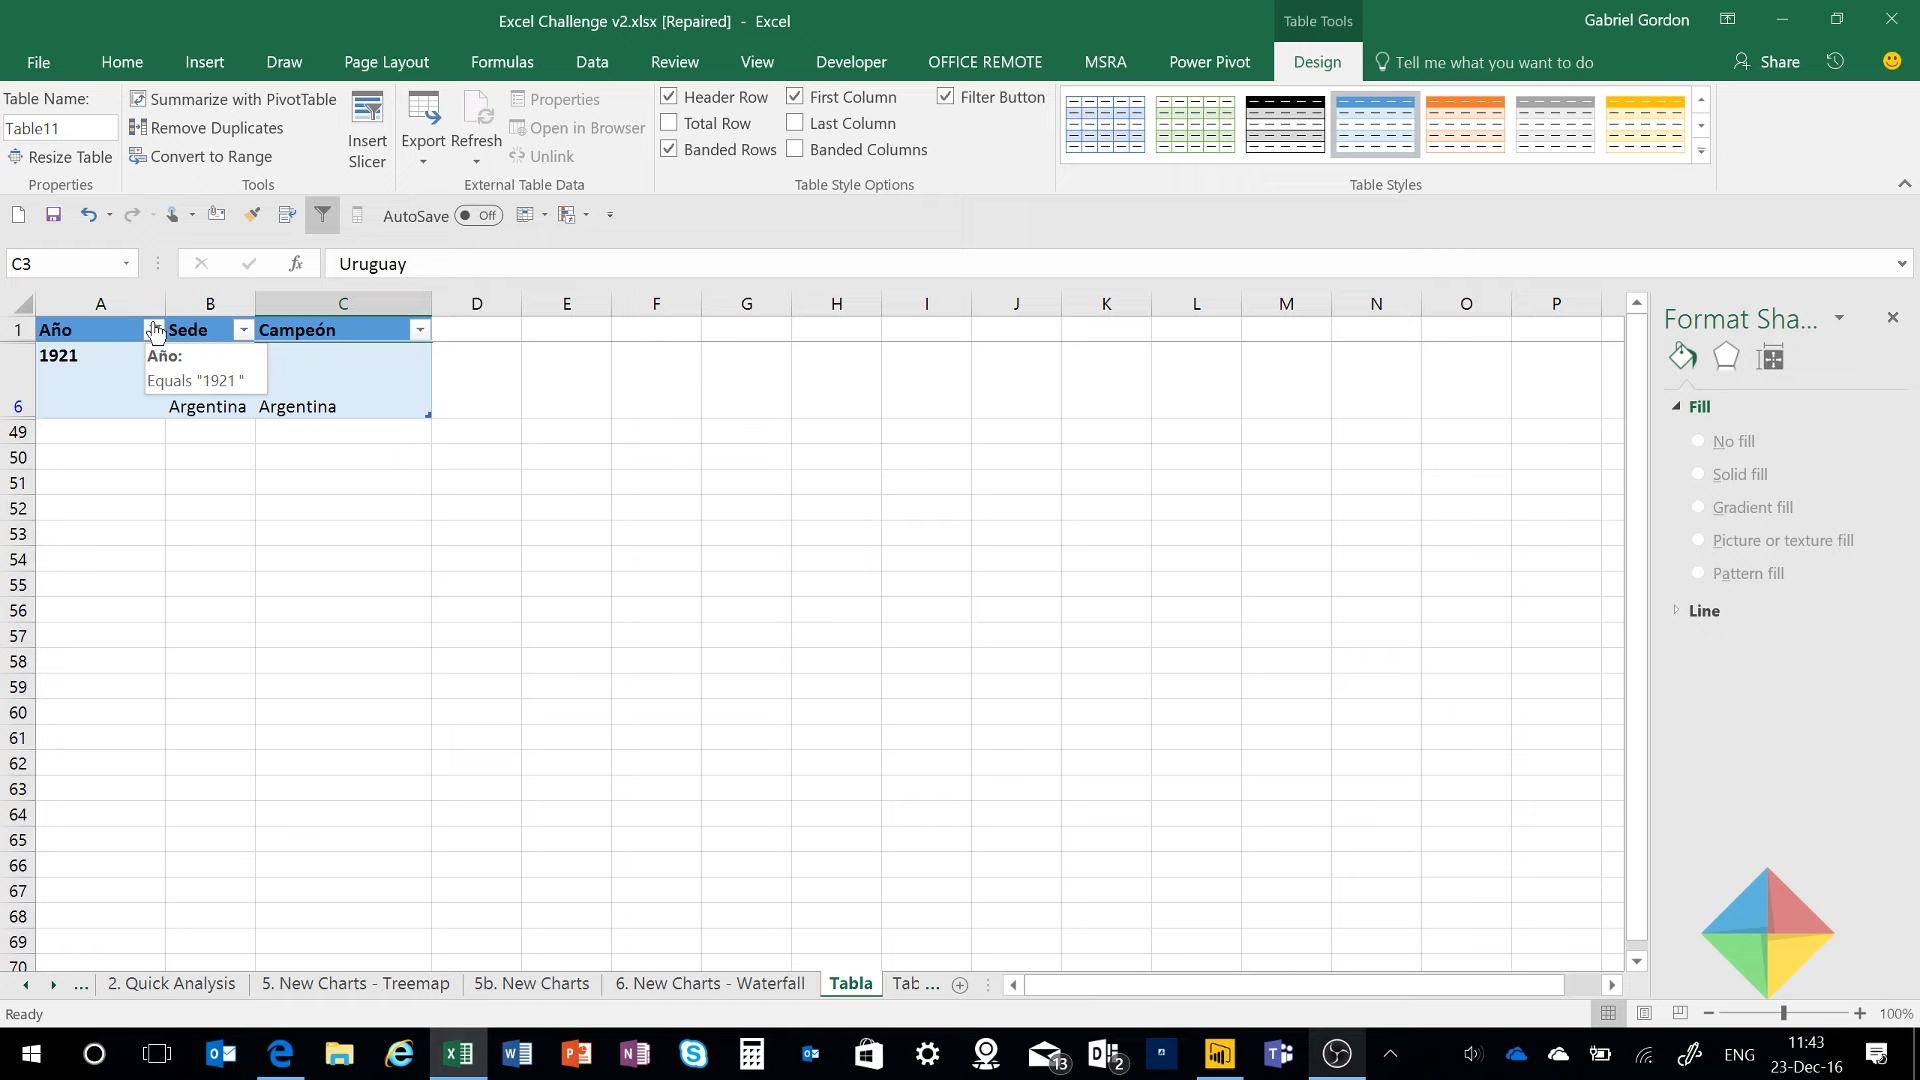 Excel Challenge v2.xlsx [Repaired] - Excel
Table Tools
Gabriel Gordon
File Home Insert Draw Page Layout Formulas Data Review View Developer OFFICE REMOTE MSRA Power Pivot Design Tell me what you want to do Share
Table Name:
Table11
Resize Table
Properties
Summarize with PivotTable
Remove Duplicates
Convert to Range
Tools
Insert Slicer
Export Refresh
Properties
Open in Browser
Unlink
External Table Data
Header Row First Column Filter Button
Total Row Last Column
Banded Rows Banded Columns
Table Style Options
Table Styles
AutoSave Off
C3 fx Uruguay
A B C D E F G H I J K L M N O P
1 Año Sede Campeón
1921
Año:
Equals "1921 "
6 Argentina Argentina
49
50
51
52
53
54
55
56
57
58
59
60
61
62
63
64
65
66
67
68
69
70
Format Sha...
Fill
No fill
Solid fill
Gradient fill
Picture or texture fill
Pattern fill
Line
... 2. Quick Analysis 5. New Charts - Treemap 5b. New Charts 6. New Charts - Waterfall Tabla Tab ...
Ready
100%
13
2
ENG
11:43
23-Dec-16